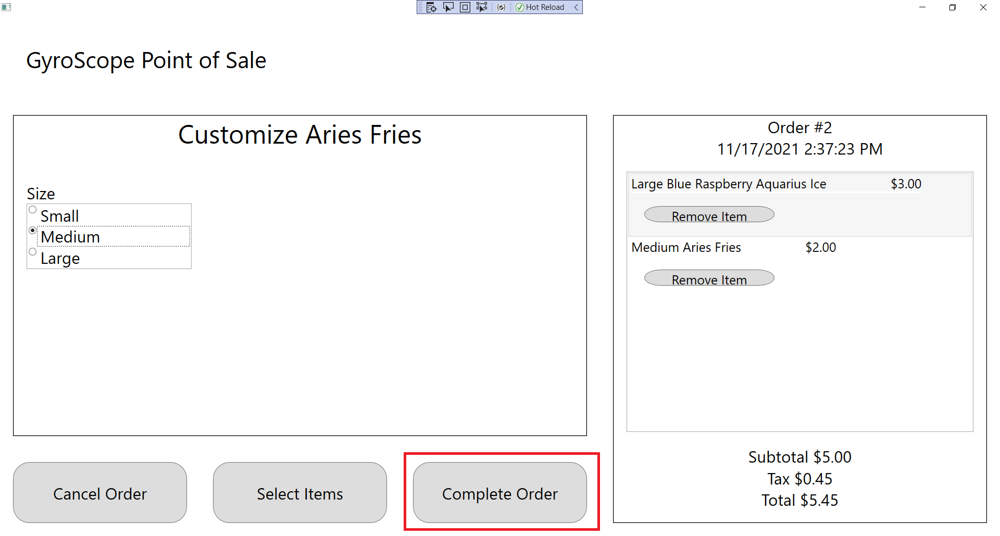 Hot Reload
GyroScope Point of Sale
Customize Aries Fries
Size
Small
Medium
Large
Order #2
11/17/2021 2:37:23 PM
Large Blue Raspberry Aquarius Ice $3.00
Remove Item
Medium Aries Fries $2.00
Remove Item
Subtotal $5.00
Tax $0.45
Total $5.45
Cancel Order
Select Items
Complete Order